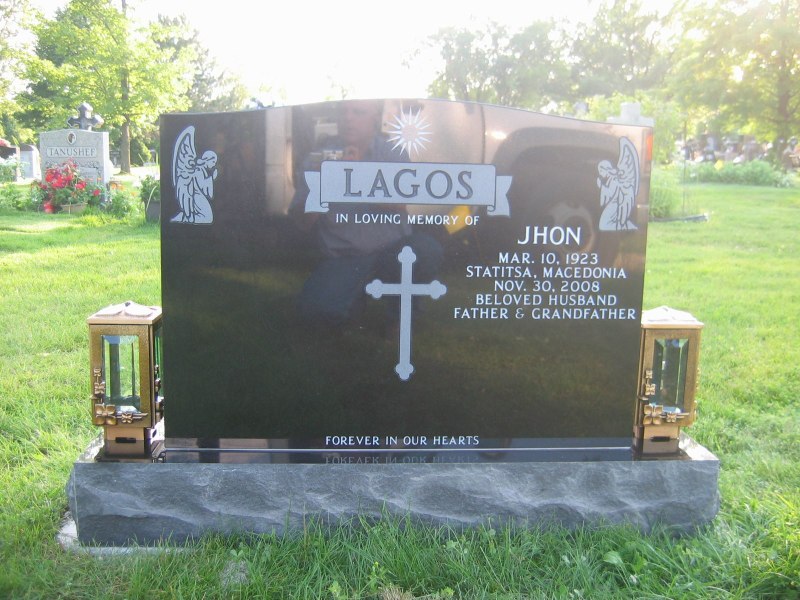 TANUSHEF
LAGOS
IN LOVING MEMORY OF
JHON
MAR. 10, 1923
STATITSA, MACEDONIA
NOV. 30, 2008
BELOVED HUSBAND
FATHER & GRANDFATHER
FOREVER IN OUR HEARTS